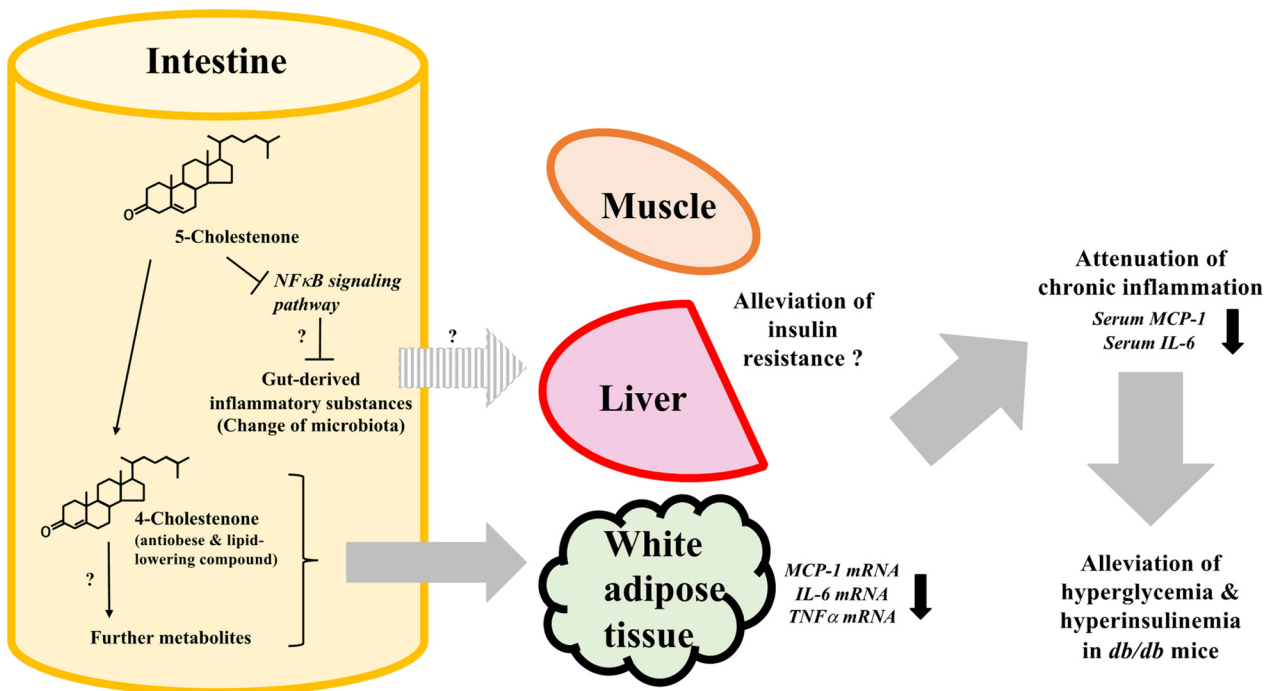 Intestine
O
5-Cholestenone
NFκB signaling
pathway
?
Gut-derived
inflammatory substances
(Change of microbiota)
O
4-Cholestenone
(antiobese & lipid-
lowering compound)
?
Further metabolites
?
Muscle
Liver
Alleviation of
insulin
resistance ?
White
adipose
tissue
MCP-1 mRNA
IL-6 mRNA
TNFα mRNA
Attenuation of
chronic inflammation
Serum MCP-1
Serum IL-6
Alleviation of
hyperglycemia &
hyperinsulinemia
in db/db mice